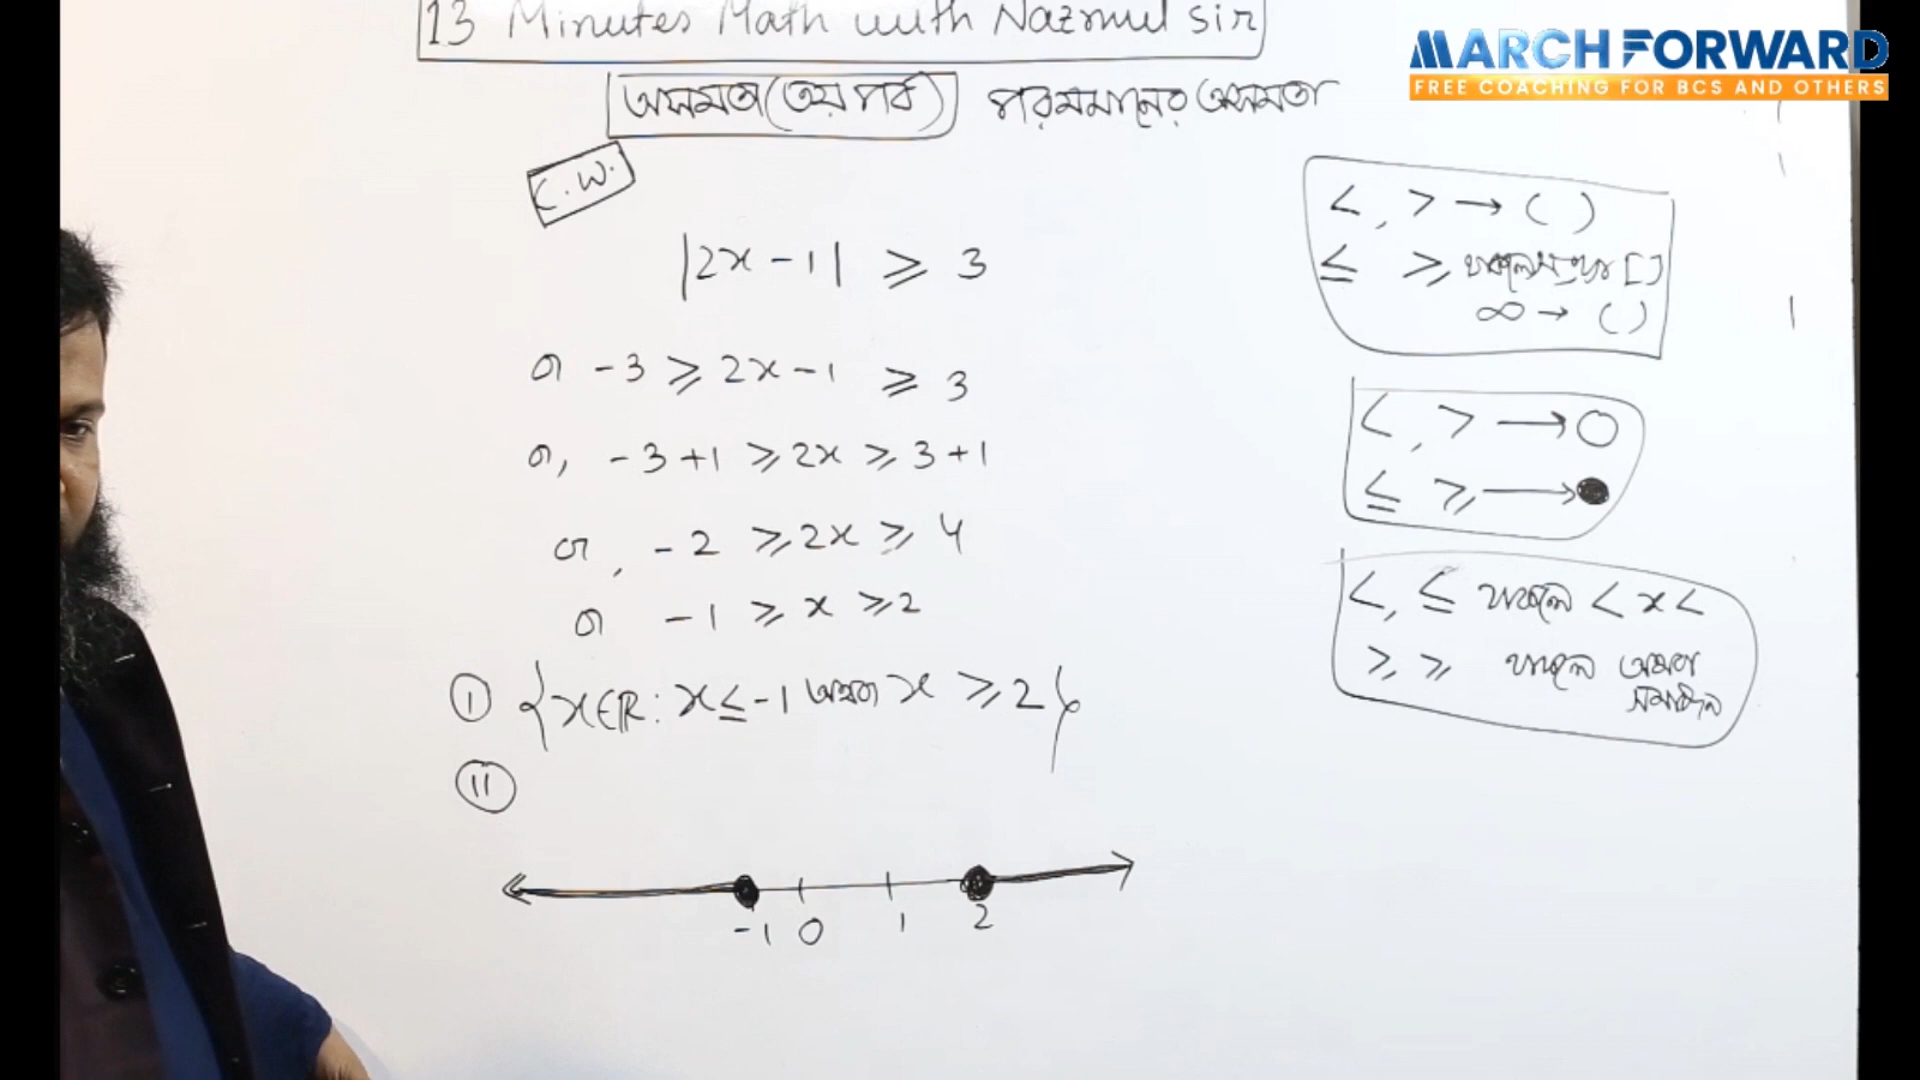 13 Minutes Math with Nazmul sir
MARCH FORWARD
FREE COACHING FOR BCS AND OTHERS
অসমতা (৩য় পর্ব) পরমমানের অসমতা
C.W.
|2x - 1| ⩾ 3
বা -3 ⩾ 2x - 1 ⩾ 3
বা, -3 + 1 ⩾ 2x ⩾ 3 + 1
বা, -2 ⩾ 2x ⩾ 4
বা -1 ⩾ x ⩾ 2
(I) {x∈ℝ : x ≤ -1 অথবা x ⩾ 2}
(II)
-1 0 1 2
<, > → ( )
≤ ⩾ থাকলে [ ]
∞ → ( )
<, > → ○
≤ ⩾ → ●
<, ≤ থাকলে < x <
>, ⩾ থাকলে অথবা